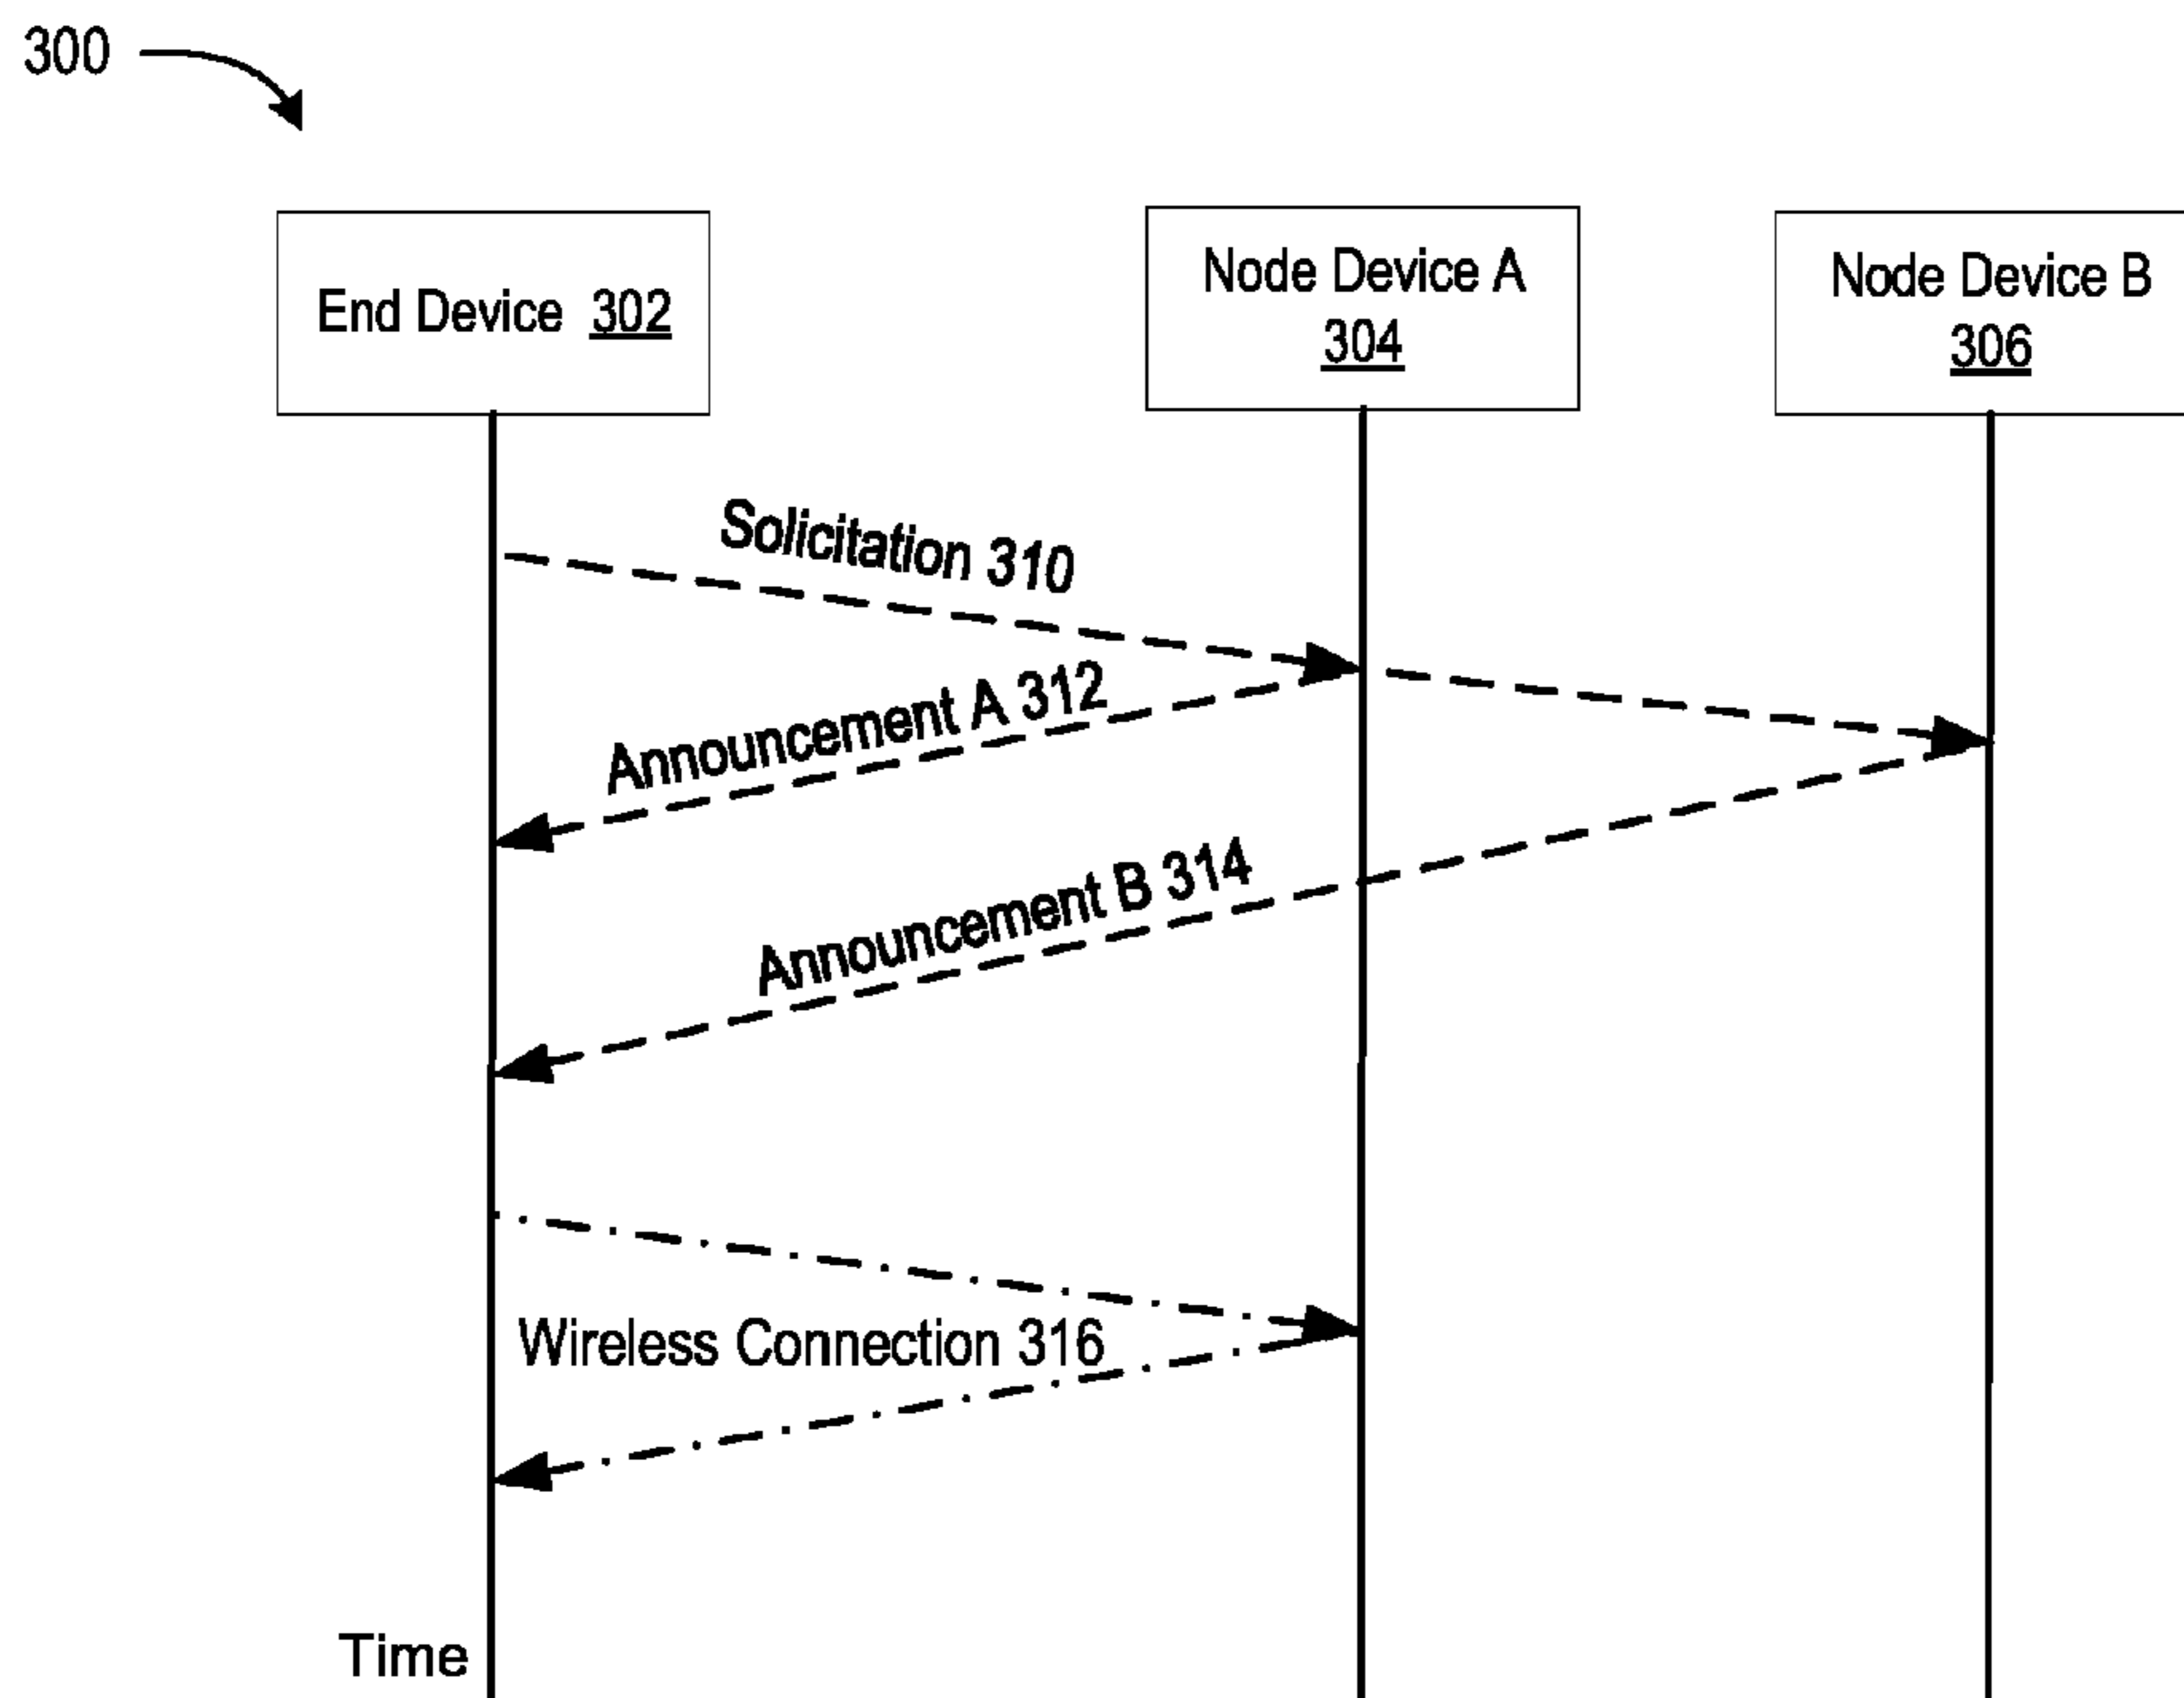 300
End Device 302
Node Device A
304
Node Device B
306
Solicitation 310
Announcement A 312
Announcement B 314
Wireless Connection 316
Time